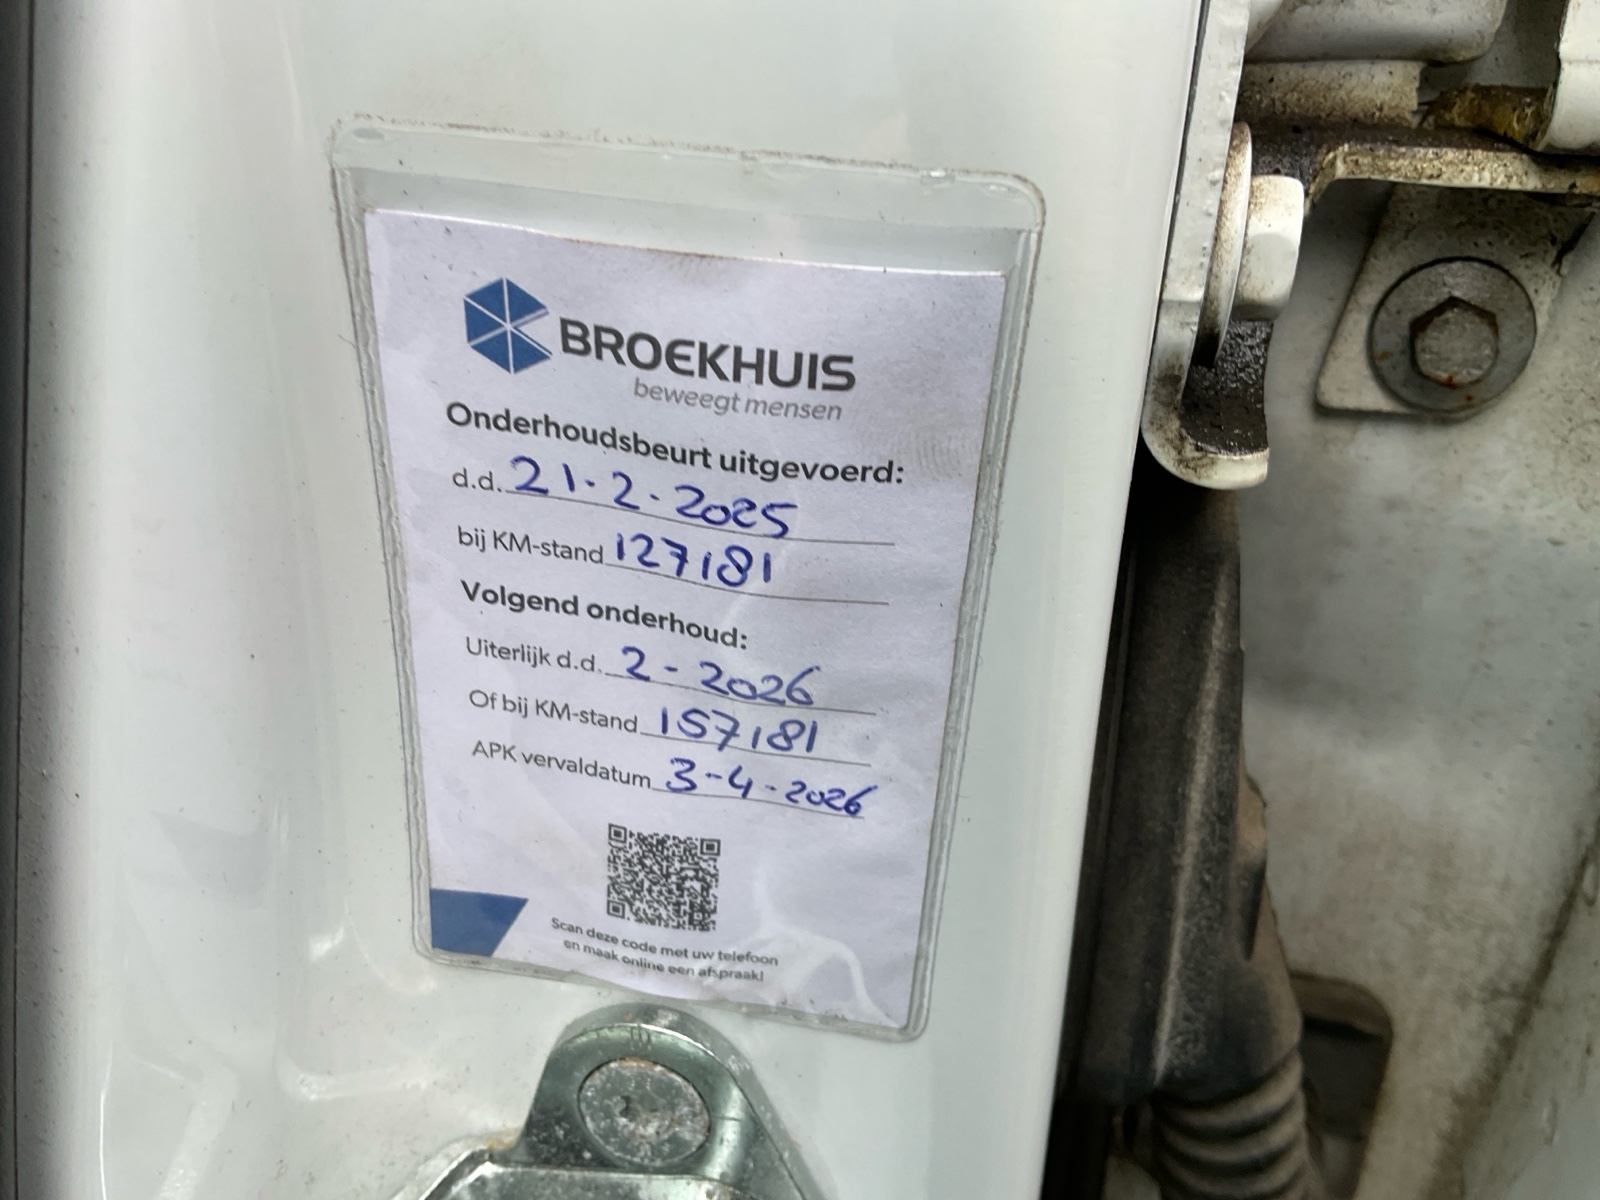 BROEKHUIS
beweegt mensen
Onderhoudsbeurt uitgevoerd:
d.d. 21-2-2025
bij KM-stand 127181
Volgend onderhoud:
Uiterlijk d.d. 2-2026
Of bij KM-stand 157181
APK vervaldatum 3-4-2026
Scan deze code met uw telefoon
en maak online een afspraak!